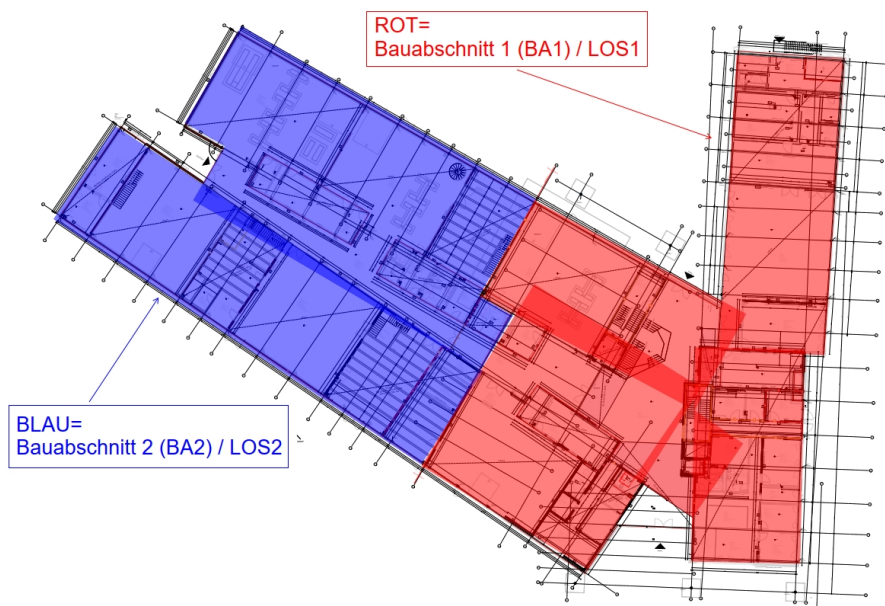 ROT=
Bauabschnitt 1 (BA1) / LOS1
BLAU=
Bauabschnitt 2 (BA2) / LOS2